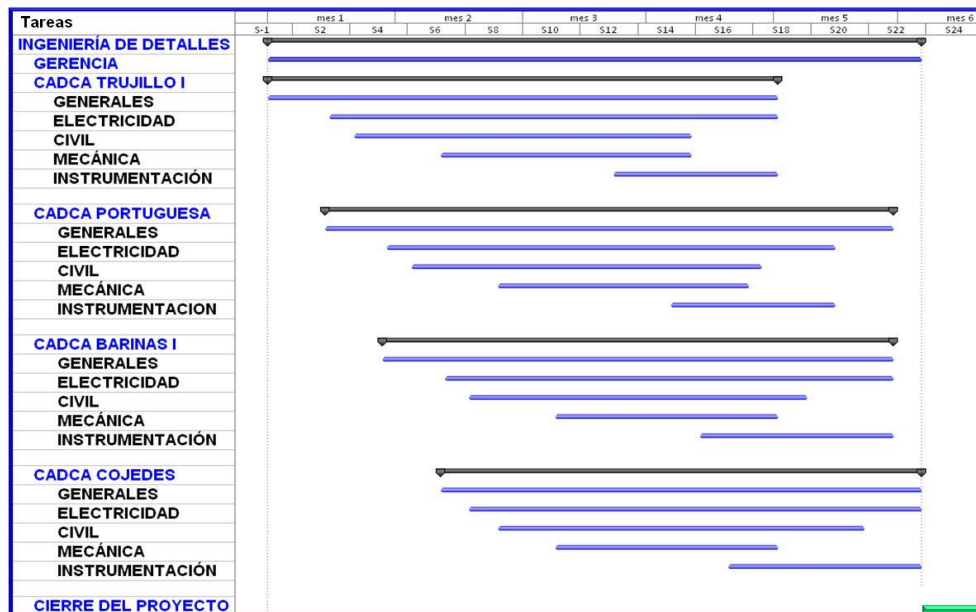 Tareas
mes 1 mes 2 mes 3 mes 4 mes 5 mes 6
S-1 S2 S4 S6 S8 S10 S12 S14 S16 S18 S20 S22 S24
INGENIERÍA DE DETALLES
GERENCIA
CADCA TRUJILLO I
GENERALES
ELECTRICIDAD
CIVIL
MECÁNICA
INSTRUMENTACIÓN
CADCA PORTUGUESA
GENERALES
ELECTRICIDAD
CIVIL
MECÁNICA
INSTRUMENTACION
CADCA BARINAS I
GENERALES
ELECTRICIDAD
CIVIL
MECÁNICA
INSTRUMENTACIÓN
CADCA COJEDES
GENERALES
ELECTRICIDAD
CIVIL
MECÁNICA
INSTRUMENTACIÓN
CIERRE DEL PROYECTO